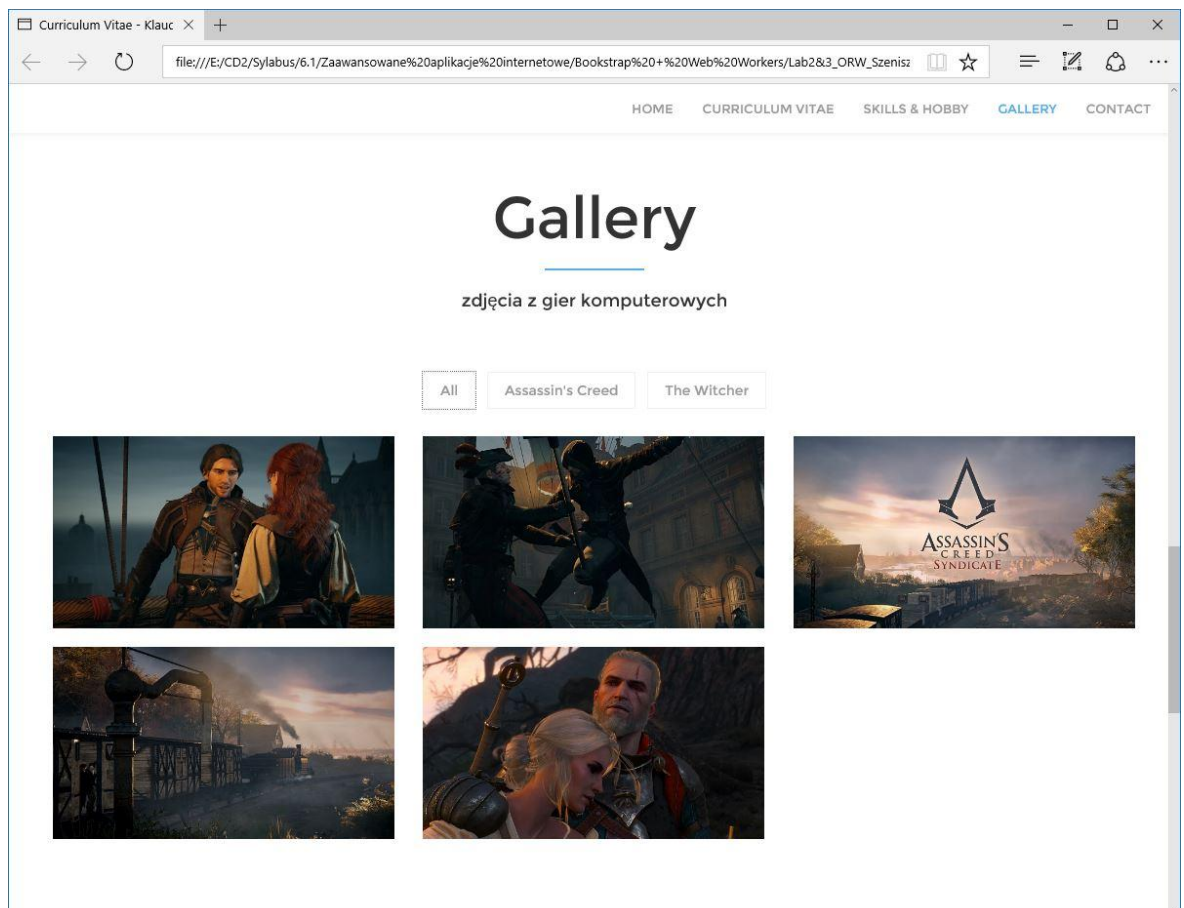 Curriculum Vitae - Klauc
file:///E:/CD2/Sylabus/6.1/Zaawansowane%20aplikacje%20internetowe/Bookstrap%20+%20Web%20Workers/Lab2&3_ORW_Szenisz
HOME CURRICULUM VITAE SKILLS & HOBBY GALLERY CONTACT
Gallery
zdjęcia z gier komputerowych
All Assassin's Creed The Witcher
ASSASSIN'S
CREED
SYNDICATE